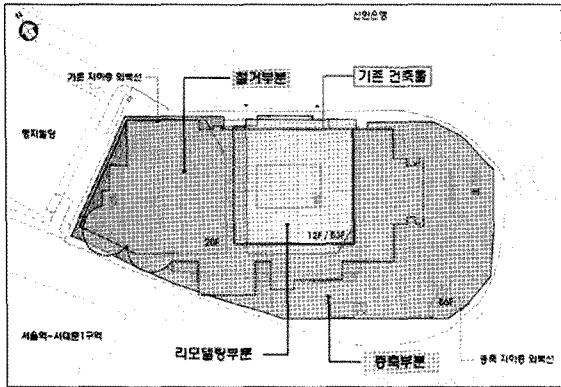 신한은행
기존 지하층 외벽선
철거부분
기존 건축물
명지빌딩
20F
12F / B3F
B6F
서울역-서대문1구역
리모델링부분
증축부분
증축 지하층 외벽선